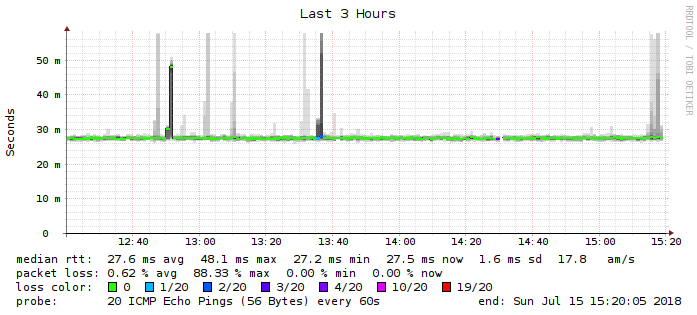 Last 3 Hours
RRDTOOL / TOBI OETIKER
Seconds
50 m
40 m
30 m
20 m
10 m
0
12:40 13:00 13:20 13:40 14:00 14:20 14:40 15:00 15:20
median rtt: 27.6 ms avg 48.1 ms max 27.2 ms min 27.5 ms now 1.6 ms sd 17.8 am/s
packet loss: 0.62 % avg 88.33 % max 0.00 % min 0.00 % now
loss color: 0 1/20 2/20 3/20 4/20 10/20 19/20
probe: 20 ICMP Echo Pings (56 Bytes) every 60s end: Sun Jul 15 15:20:05 2018